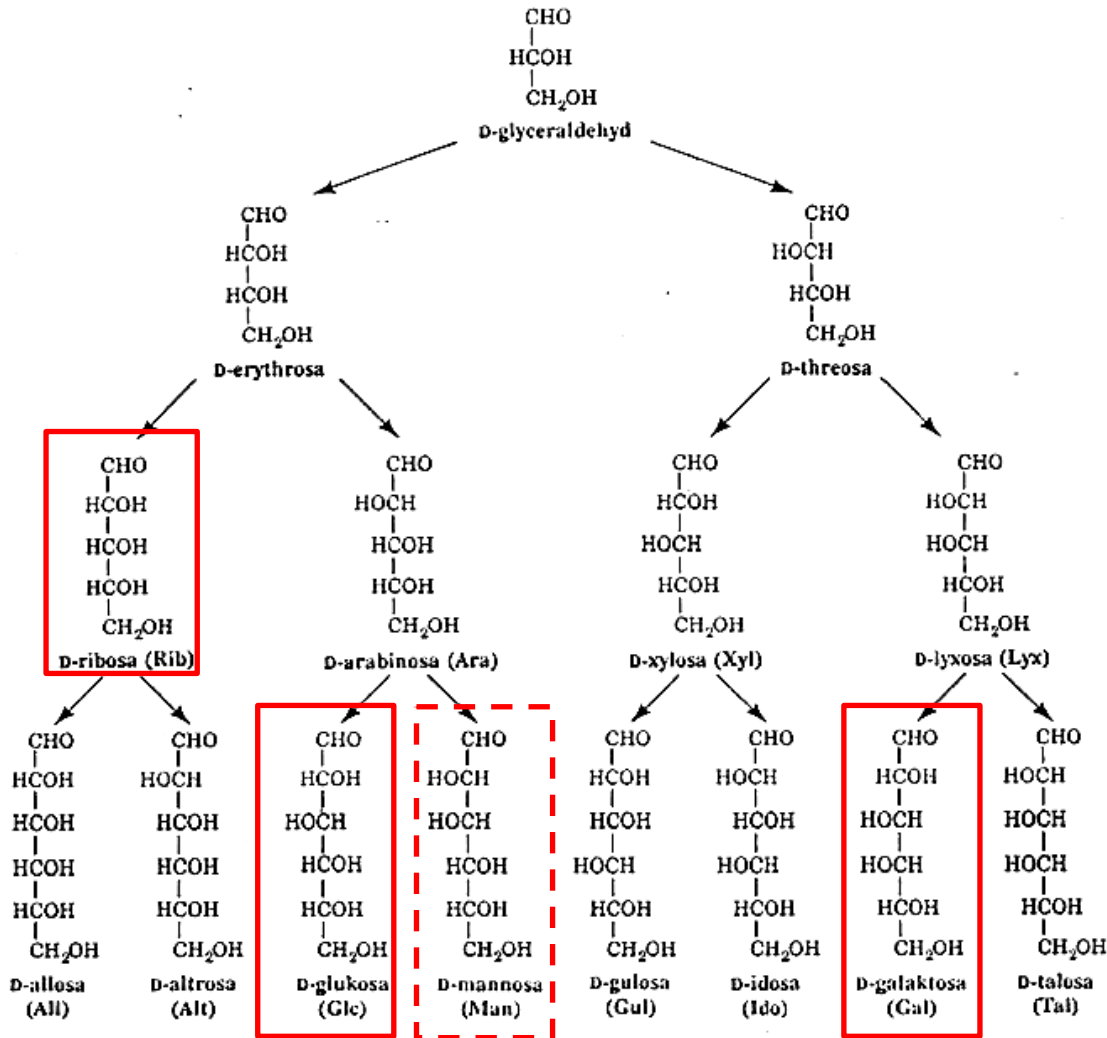 CHO
HCOH
CH₂OH
D-glyceraldehyd
CHO
HCOH
HCOH
CH₂OH
D-erythrosa
CHO
HOCH
HCOH
CH₂OH
D-threosa
CHO
HCOH
HCOH
HCOH
CH₂OH
D-ribosa (Rib)
CHO
HOCH
HCOH
HCOH
CH₂OH
D-arabinosa (Ara)
CHO
HCOH
HOCH
HCOH
CH₂OH
D-xylosa (Xyl)
CHO
HOCH
HOCH
HCOH
CH₂OH
D-lyxosa (Lyx)
CHO
HCOH
HCOH
HCOH
HCOH
CH₂OH
D-allosa
(All)
CHO
HOCH
HCOH
HCOH
HCOH
CH₂OH
D-altrosa
(Alt)
CHO
HCOH
HOCH
HCOH
HCOH
CH₂OH
D-glukosa
(Glc)
CHO
HOCH
HOCH
HCOH
HCOH
CH₂OH
D-mannosa
(Man)
CHO
HCOH
HCOH
HOCH
HCOH
CH₂OH
D-gulosa
(Gul)
CHO
HOCH
HCOH
HOCH
HCOH
CH₂OH
D-idosa
(Ido)
CHO
HCOH
HOCH
HOCH
HCOH
CH₂OH
D-galaktosa
(Gal)
CHO
HOCH
HOCH
HOCH
HCOH
CH₂OH
D-talosa
(Tal)